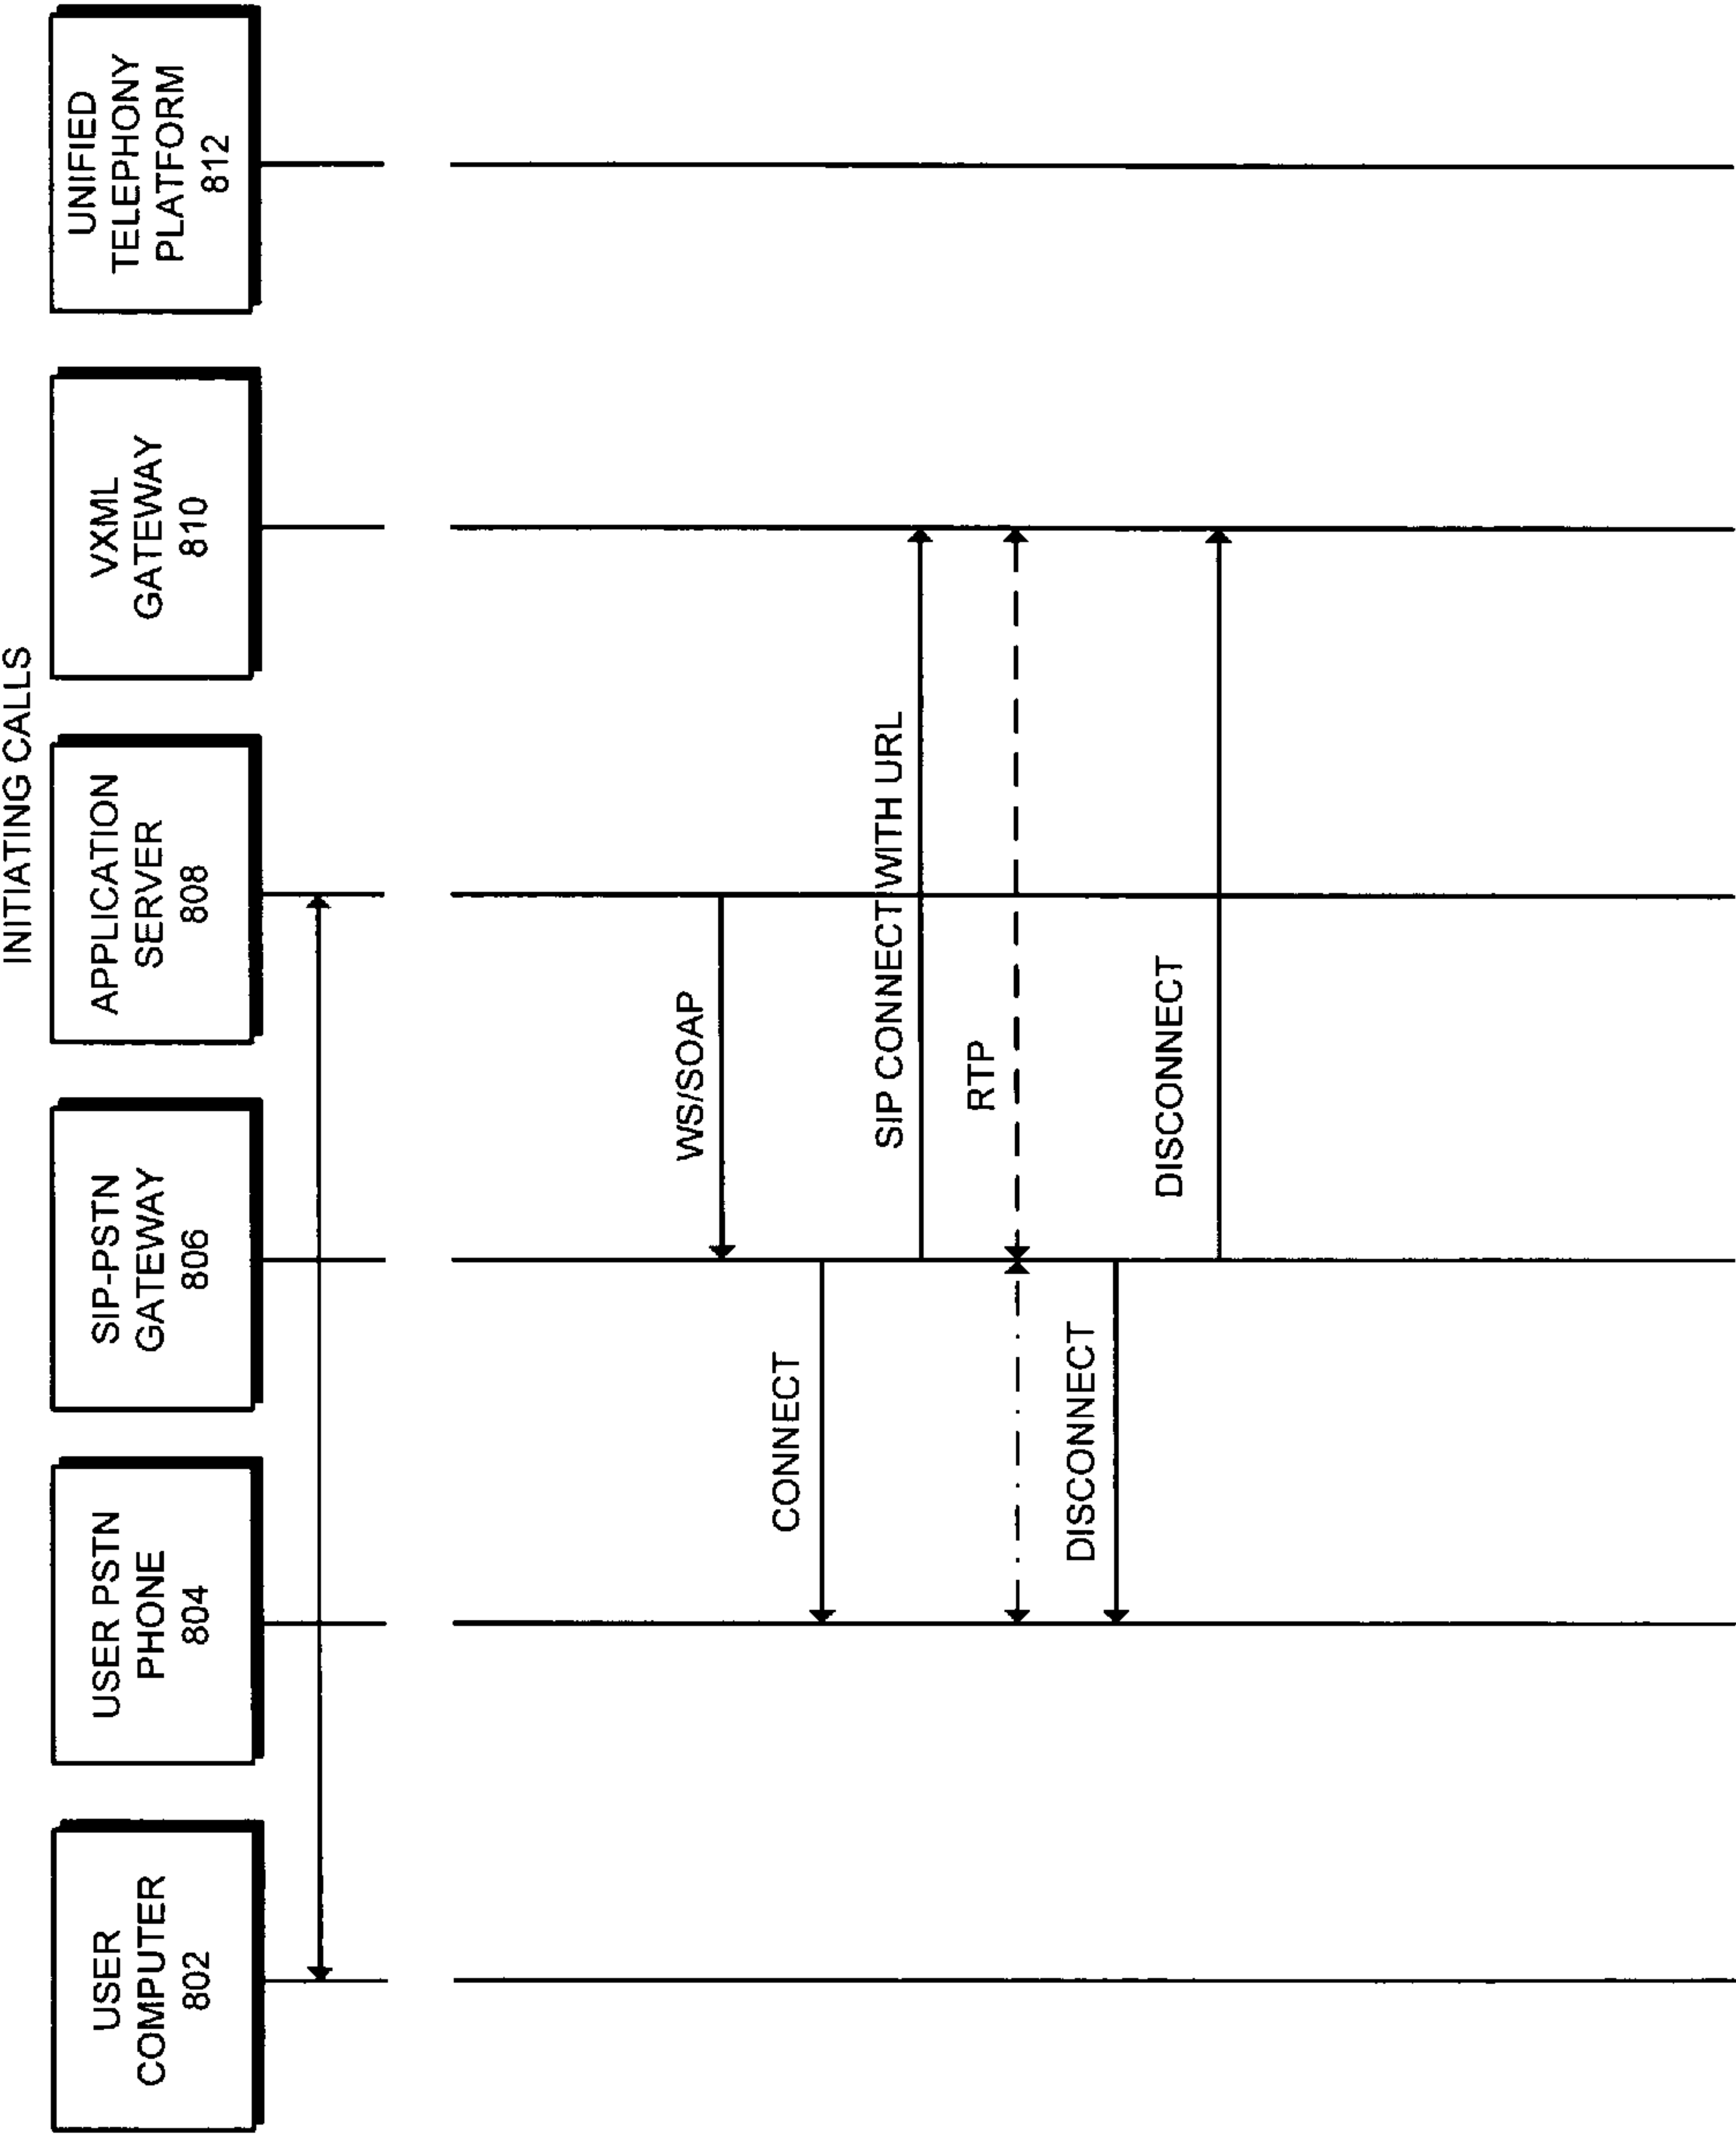 INITIATING CALLS
USER
COMPUTER
802
USER PSTN
PHONE
804
SIP-PSTN
GATEWAY
806
APPLICATION
SERVER
808
VXML
GATEWAY
810
UNIFIED
TELEPHONY
PLATFORM
812
WS/SOAP
CONNECT
SIP CONNECT WITH URL
RTP
DISCONNECT
DISCONNECT